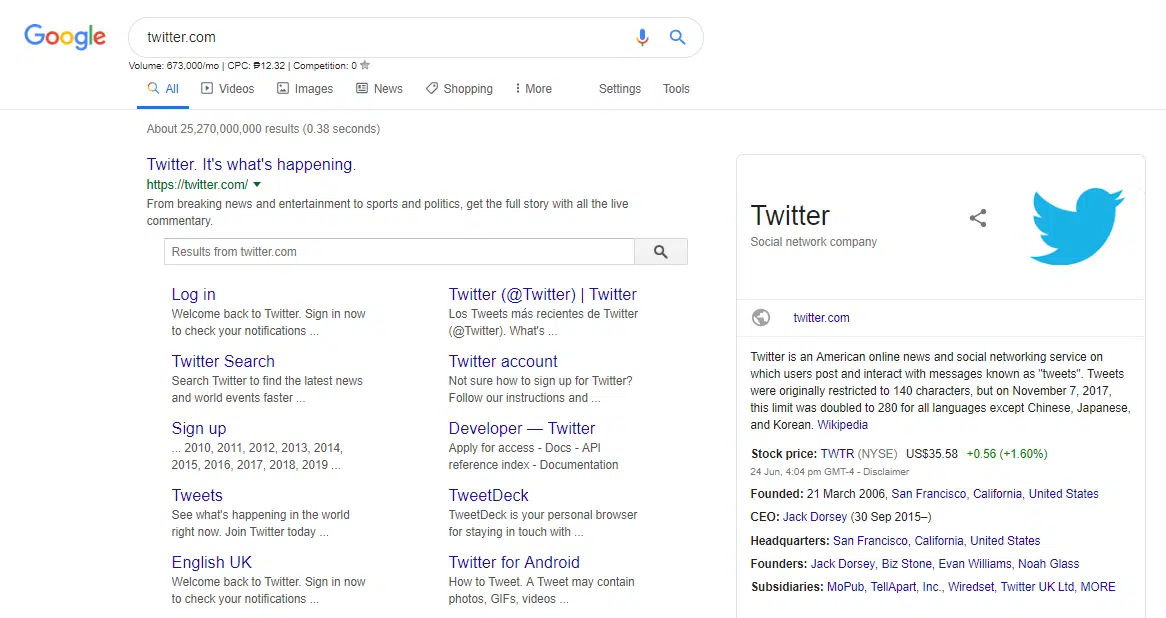 Google
twitter.com
Volume: 673,000/mo | CPC: ₱12.32 | Competition: 0
All Videos Images News Shopping More Settings Tools
About 25,270,000,000 results (0.38 seconds)
Twitter. It's what's happening.
https://twitter.com/
From breaking news and entertainment to sports and politics, get the full story with all the live
commentary.
Results from twitter.com
Log in
Welcome back to Twitter. Sign in now
to check your notifications ...
Twitter Search
Search Twitter to find the latest news
and world events faster ...
Sign up
... 2010, 2011, 2012, 2013, 2014,
2015, 2016, 2017, 2018, 2019 ...
Tweets
See what's happening in the world
right now. Join Twitter today ...
English UK
Welcome back to Twitter. Sign in now
to check your notifications ...
Twitter (@Twitter) | Twitter
Los Tweets más recientes de Twitter
(@Twitter). What's ...
Twitter account
Not sure how to sign up for Twitter?
Follow our instructions and ...
Developer — Twitter
Apply for access - Docs - API
reference index - Documentation
TweetDeck
TweetDeck is your personal browser
for staying in touch with ...
Twitter for Android
How to Tweet. A Tweet may contain
photos, GIFs, videos ...
Twitter
Social network company
twitter.com
Twitter is an American online news and social networking service on
which users post and interact with messages known as "tweets". Tweets
were originally restricted to 140 characters, but on November 7, 2017,
this limit was doubled to 280 for all languages except Chinese, Japanese,
and Korean. Wikipedia
Stock price: TWTR (NYSE) US$35.58 +0.56 (+1.60%)
24 Jun, 4:04 pm GMT-4 - Disclaimer
Founded: 21 March 2006, San Francisco, California, United States
CEO: Jack Dorsey (30 Sep 2015–)
Headquarters: San Francisco, California, United States
Founders: Jack Dorsey, Biz Stone, Evan Williams, Noah Glass
Subsidiaries: MoPub, TellApart, Inc., Wiredset, Twitter UK Ltd, MORE